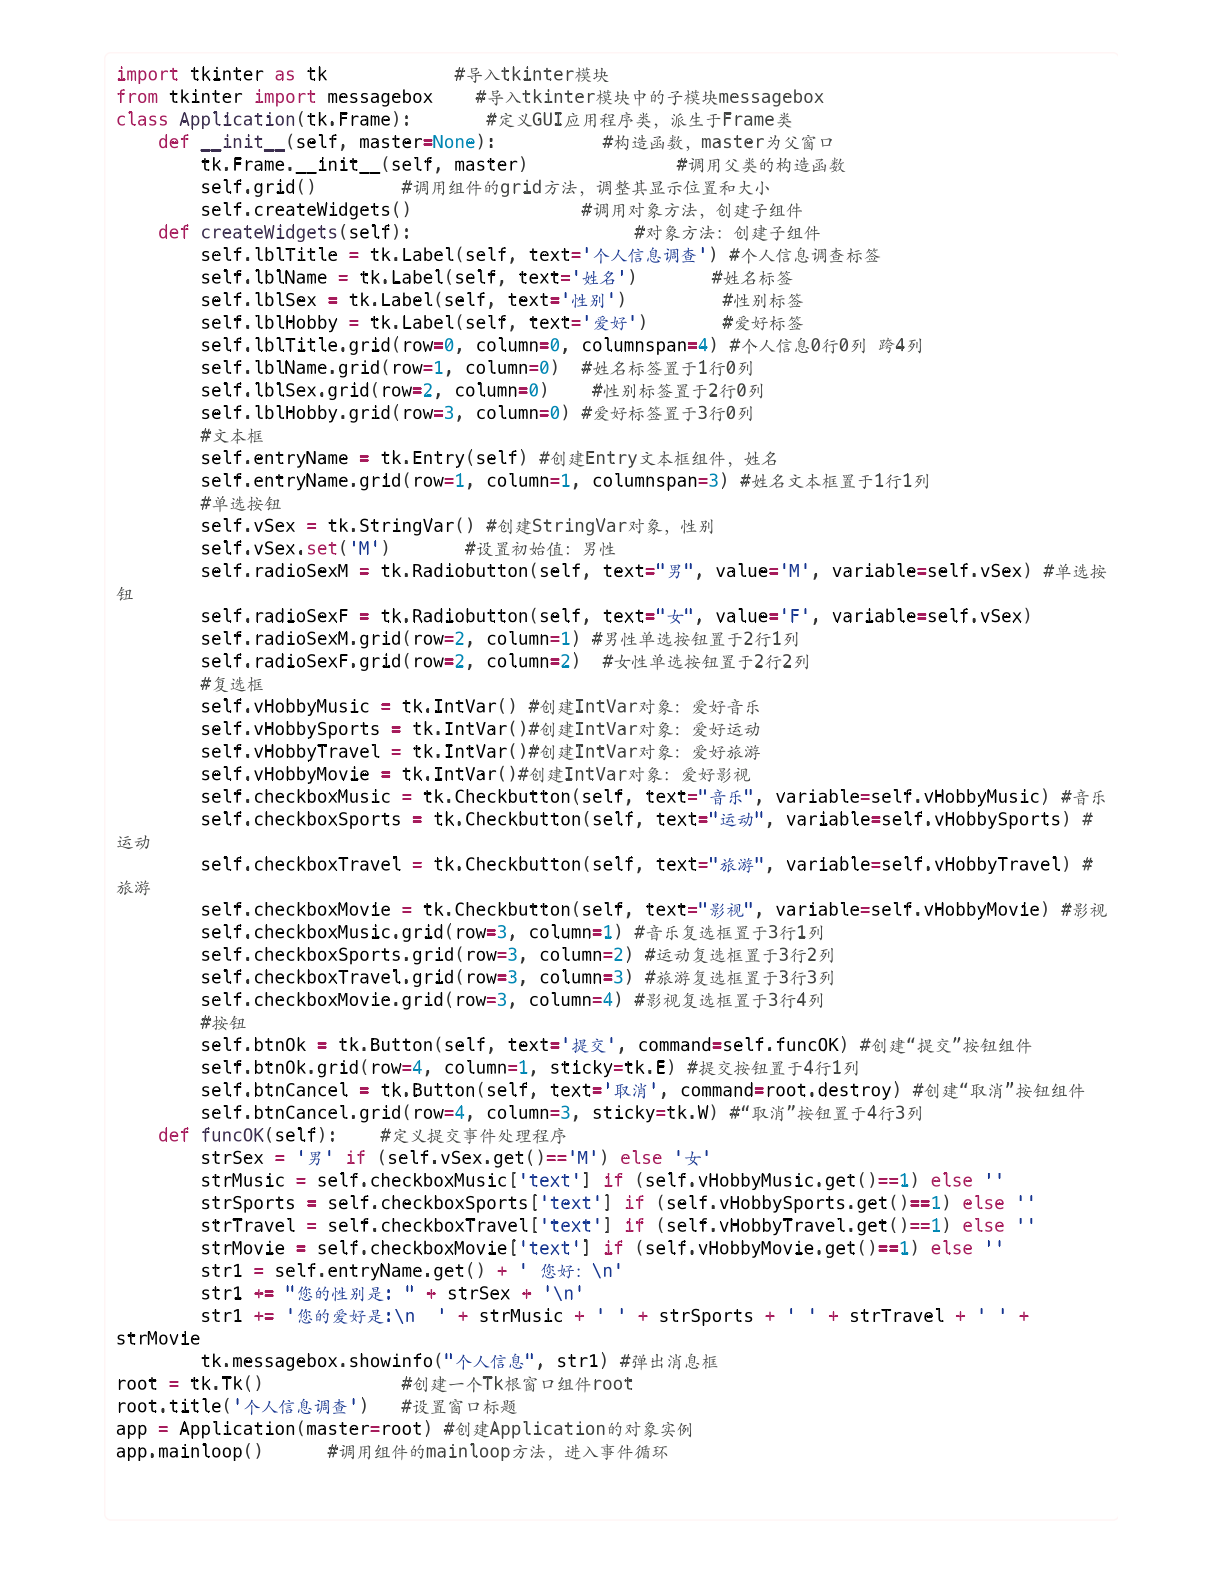 import tkinter as tk            #导入tkinter模块
from tkinter import messagebox    #导入tkinter模块中的子模块messagebox
class Application(tk.Frame):       #定义GUI应用程序类，派生于Frame类
    def __init__(self, master=None):          #构造函数，master为父窗口
        tk.Frame.__init__(self, master)              #调用父类的构造函数
        self.grid()        #调用组件的grid方法，调整其显示位置和大小
        self.createWidgets()                #调用对象方法，创建子组件
    def createWidgets(self):                     #对象方法：创建子组件
        self.lblTitle = tk.Label(self, text='个人信息调查') #个人信息调查标签
        self.lblName = tk.Label(self, text='姓名')       #姓名标签
        self.lblSex = tk.Label(self, text='性别')         #性别标签
        self.lblHobby = tk.Label(self, text='爱好')       #爱好标签
        self.lblTitle.grid(row=0, column=0, columnspan=4) #个人信息0行0列 跨4列
        self.lblName.grid(row=1, column=0)  #姓名标签置于1行0列
        self.lblSex.grid(row=2, column=0)    #性别标签置于2行0列
        self.lblHobby.grid(row=3, column=0) #爱好标签置于3行0列
        #文本框
        self.entryName = tk.Entry(self) #创建Entry文本框组件，姓名
        self.entryName.grid(row=1, column=1, columnspan=3) #姓名文本框置于1行1列
        #单选按钮
        self.vSex = tk.StringVar() #创建StringVar对象，性别
        self.vSex.set('M')       #设置初始值：男性
        self.radioSexM = tk.Radiobutton(self, text="男", value='M', variable=self.vSex) #单选按
钮
        self.radioSexF = tk.Radiobutton(self, text="女", value='F', variable=self.vSex)
        self.radioSexM.grid(row=2, column=1) #男性单选按钮置于2行1列
        self.radioSexF.grid(row=2, column=2)  #女性单选按钮置于2行2列
        #复选框
        self.vHobbyMusic = tk.IntVar() #创建IntVar对象：爱好音乐
        self.vHobbySports = tk.IntVar()#创建IntVar对象：爱好运动
        self.vHobbyTravel = tk.IntVar()#创建IntVar对象：爱好旅游
        self.vHobbyMovie = tk.IntVar()#创建IntVar对象：爱好影视
        self.checkboxMusic = tk.Checkbutton(self, text="音乐", variable=self.vHobbyMusic) #音乐
        self.checkboxSports = tk.Checkbutton(self, text="运动", variable=self.vHobbySports) #
运动
        self.checkboxTravel = tk.Checkbutton(self, text="旅游", variable=self.vHobbyTravel) #
旅游
        self.checkboxMovie = tk.Checkbutton(self, text="影视", variable=self.vHobbyMovie) #影视
        self.checkboxMusic.grid(row=3, column=1) #音乐复选框置于3行1列
        self.checkboxSports.grid(row=3, column=2) #运动复选框置于3行2列
        self.checkboxTravel.grid(row=3, column=3) #旅游复选框置于3行3列
        self.checkboxMovie.grid(row=3, column=4) #影视复选框置于3行4列
        #按钮
        self.btnOk = tk.Button(self, text='提交', command=self.funcOK) #创建“提交”按钮组件
        self.btnOk.grid(row=4, column=1, sticky=tk.E) #提交按钮置于4行1列
        self.btnCancel = tk.Button(self, text='取消', command=root.destroy) #创建“取消”按钮组件
        self.btnCancel.grid(row=4, column=3, sticky=tk.W) #“取消”按钮置于4行3列
    def funcOK(self):    #定义提交事件处理程序
        strSex = '男' if (self.vSex.get()=='M') else '女'
        strMusic = self.checkboxMusic['text'] if (self.vHobbyMusic.get()==1) else ''
        strSports = self.checkboxSports['text'] if (self.vHobbySports.get()==1) else ''
        strTravel = self.checkboxTravel['text'] if (self.vHobbyTravel.get()==1) else ''
        strMovie = self.checkboxMovie['text'] if (self.vHobbyMovie.get()==1) else ''
        str1 = self.entryName.get() + ' 您好：\n'
        str1 += "您的性别是: " + strSex + '\n'
        str1 += '您的爱好是:\n  ' + strMusic + ' ' + strSports + ' ' + strTravel + ' ' +
strMovie
        tk.messagebox.showinfo("个人信息", str1) #弹出消息框
root = tk.Tk()             #创建一个Tk根窗口组件root
root.title('个人信息调查')   #设置窗口标题
app = Application(master=root) #创建Application的对象实例
app.mainloop()      #调用组件的mainloop方法，进入事件循环